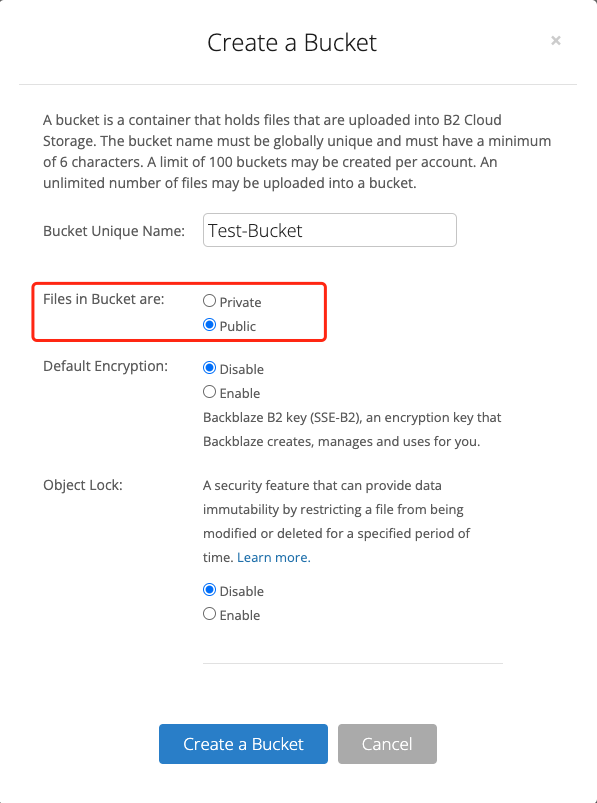 Create a Bucket
×
A bucket is a container that holds files that are uploaded into B2 Cloud
Storage. The bucket name must be globally unique and must have a minimum
of 6 characters. A limit of 100 buckets may be created per account. An
unlimited number of files may be uploaded into a bucket.
Bucket Unique Name: Test-Bucket
Files in Bucket are: Private
Public
Default Encryption: Disable
Enable
Backblaze B2 key (SSE-B2), an encryption key that
Backblaze creates, manages and uses for you.
Object Lock: A security feature that can provide data
immutability by restricting a file from being
modified or deleted for a specified period of
time. Learn more.
Disable
Enable
Create a Bucket Cancel